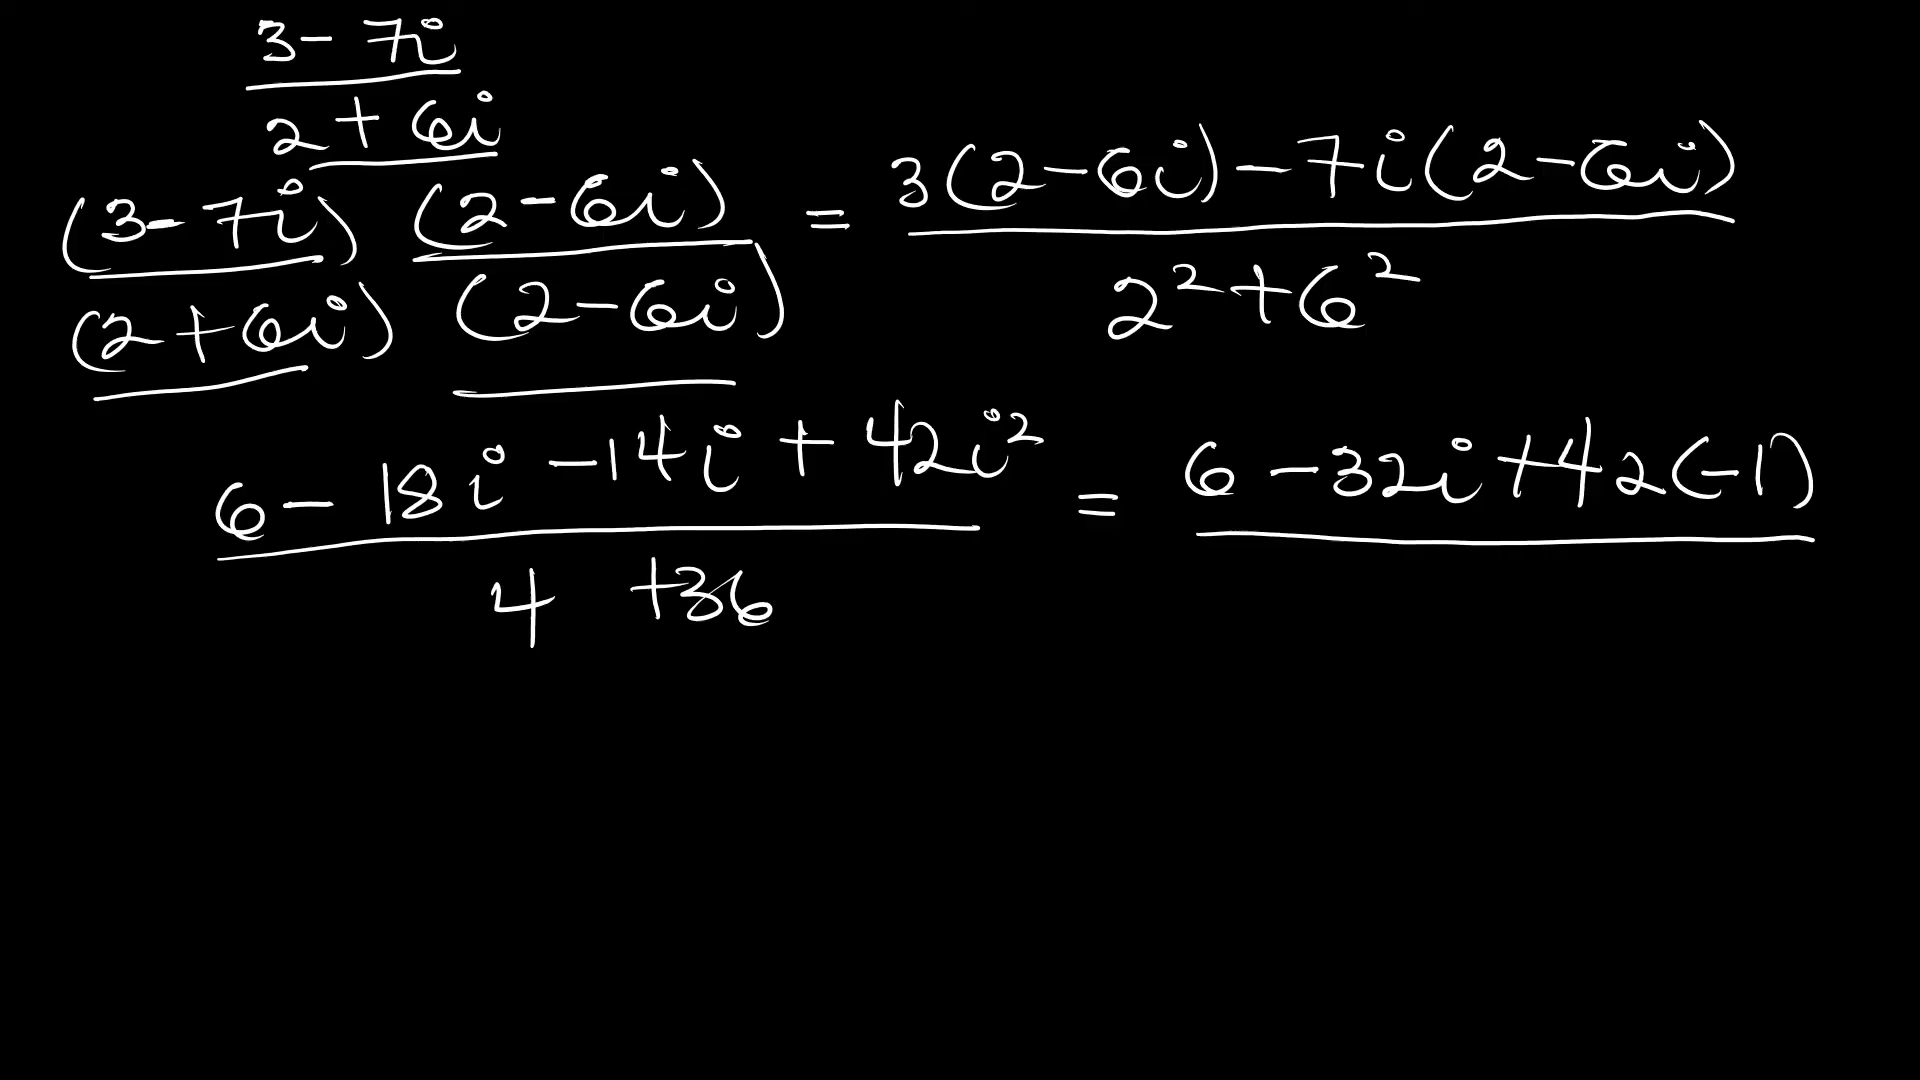 3 - 7i
2 + 6i
(3 - 7i) (2 - 6i) = 3(2 - 6i) - 7i(2 - 6i)
(2 + 6i) (2 - 6i) 2² + 6²
6 - 18i - 14i + 42i² = 6 - 32i + 42(-1)
4 + 36